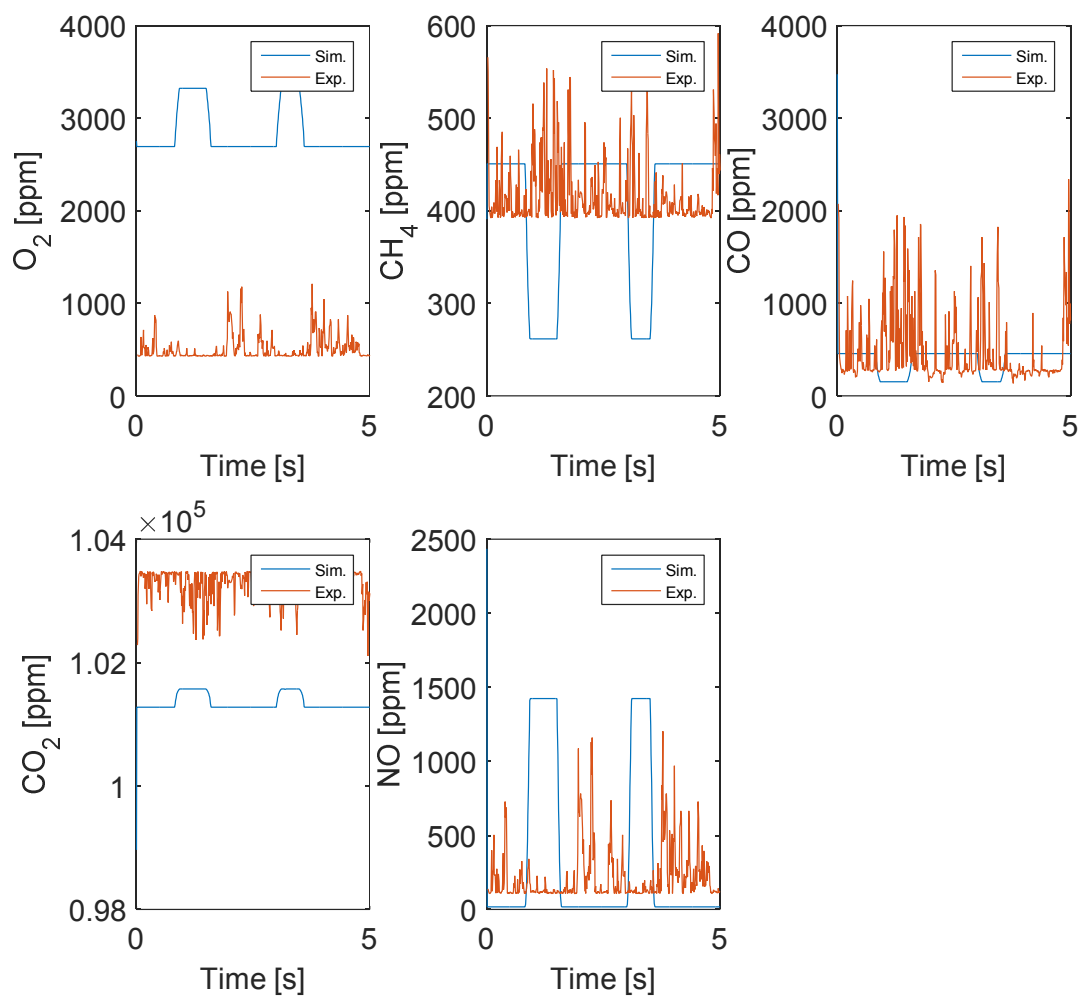 O2 [ppm]
4000
3000
2000
1000
0
0
5
Time [s]
Sim.
Exp.
CH4 [ppm]
600
500
400
300
200
0
5
Time [s]
Sim.
Exp.
CO [ppm]
4000
3000
2000
1000
0
0
5
Time [s]
Sim.
Exp.
CO2 [ppm]
×10^5
1.04
1.02
1
0.98
0
5
Time [s]
Sim.
Exp.
NO [ppm]
2500
2000
1500
1000
500
0
0
5
Time [s]
Sim.
Exp.